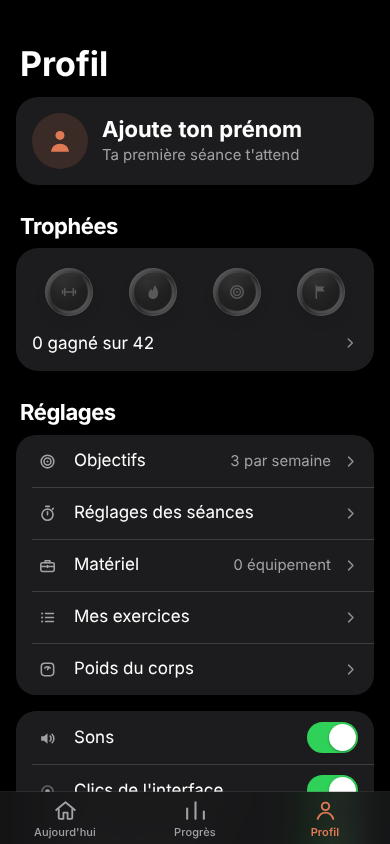 Profil
Ajoute ton prénom
Ta première séance t'attend
Trophées
0 gagné sur 42
Réglages
Objectifs 3 par semaine
Réglages des séances
Matériel 0 équipement
Mes exercices
Poids du corps
Sons
Clics de l'interface
Aujourd'hui Progrès Profil